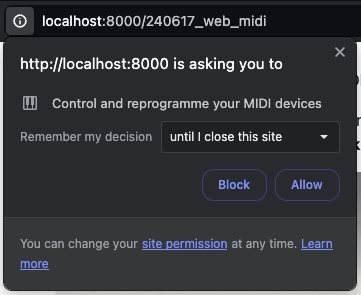 localhost:8000/240617_web_midi
http://localhost:8000 is asking you to
Control and reprogramme your MIDI devices
Remember my decision
until I close this site
Block
Allow
You can change your site permission at any time. Learn
more